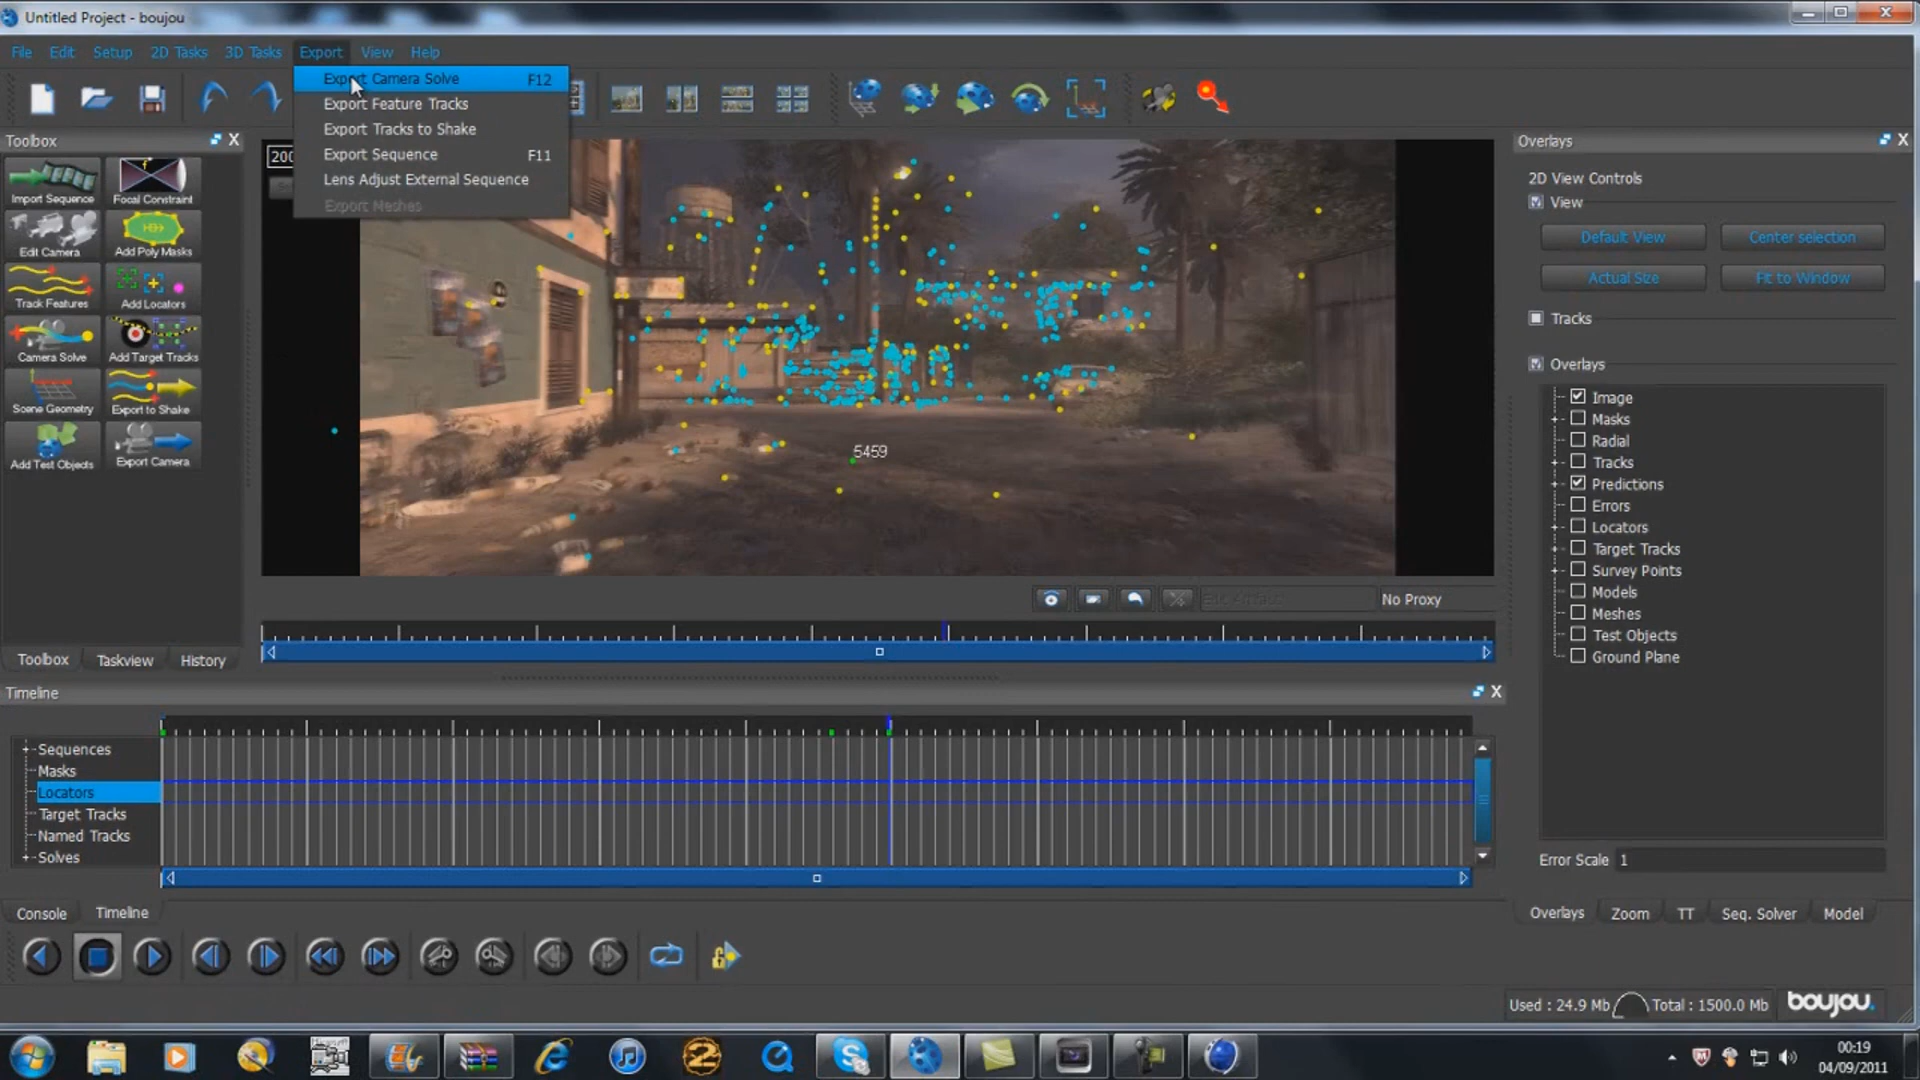 Untitled Project - boujou
File Edit Setup 2D Tasks 3D Tasks Export View Help
Export Camera Solve F12
Export Feature Tracks
Export Tracks to Shake
Export Sequence F11
Lens Adjust External Sequence
Export Meshes
Toolbox
Import Sequence Focal Constraint
Edit Camera Add Poly Masks
Track Features Add Locators
Camera Solve Add Target Tracks
Scene Geometry Export to Shake
Add Test Objects Export Camera
Toolbox Taskview History
5459
No Proxy
Overlays
2D View Controls
View
Default View Center selection
Actual Size Fit to Window
Tracks
Overlays
Image
Masks
Radial
Tracks
Predictions
Errors
Locators
Target Tracks
Survey Points
Models
Meshes
Test Objects
Ground Plane
Error Scale 1
Overlays Zoom TT Seq. Solver Model
Timeline
Sequences
Masks
Locators
Target Tracks
Named Tracks
Solves
Console Timeline
Used : 24.9 Mb Total : 1500.0 Mb boujou.
00:19
04/09/2011